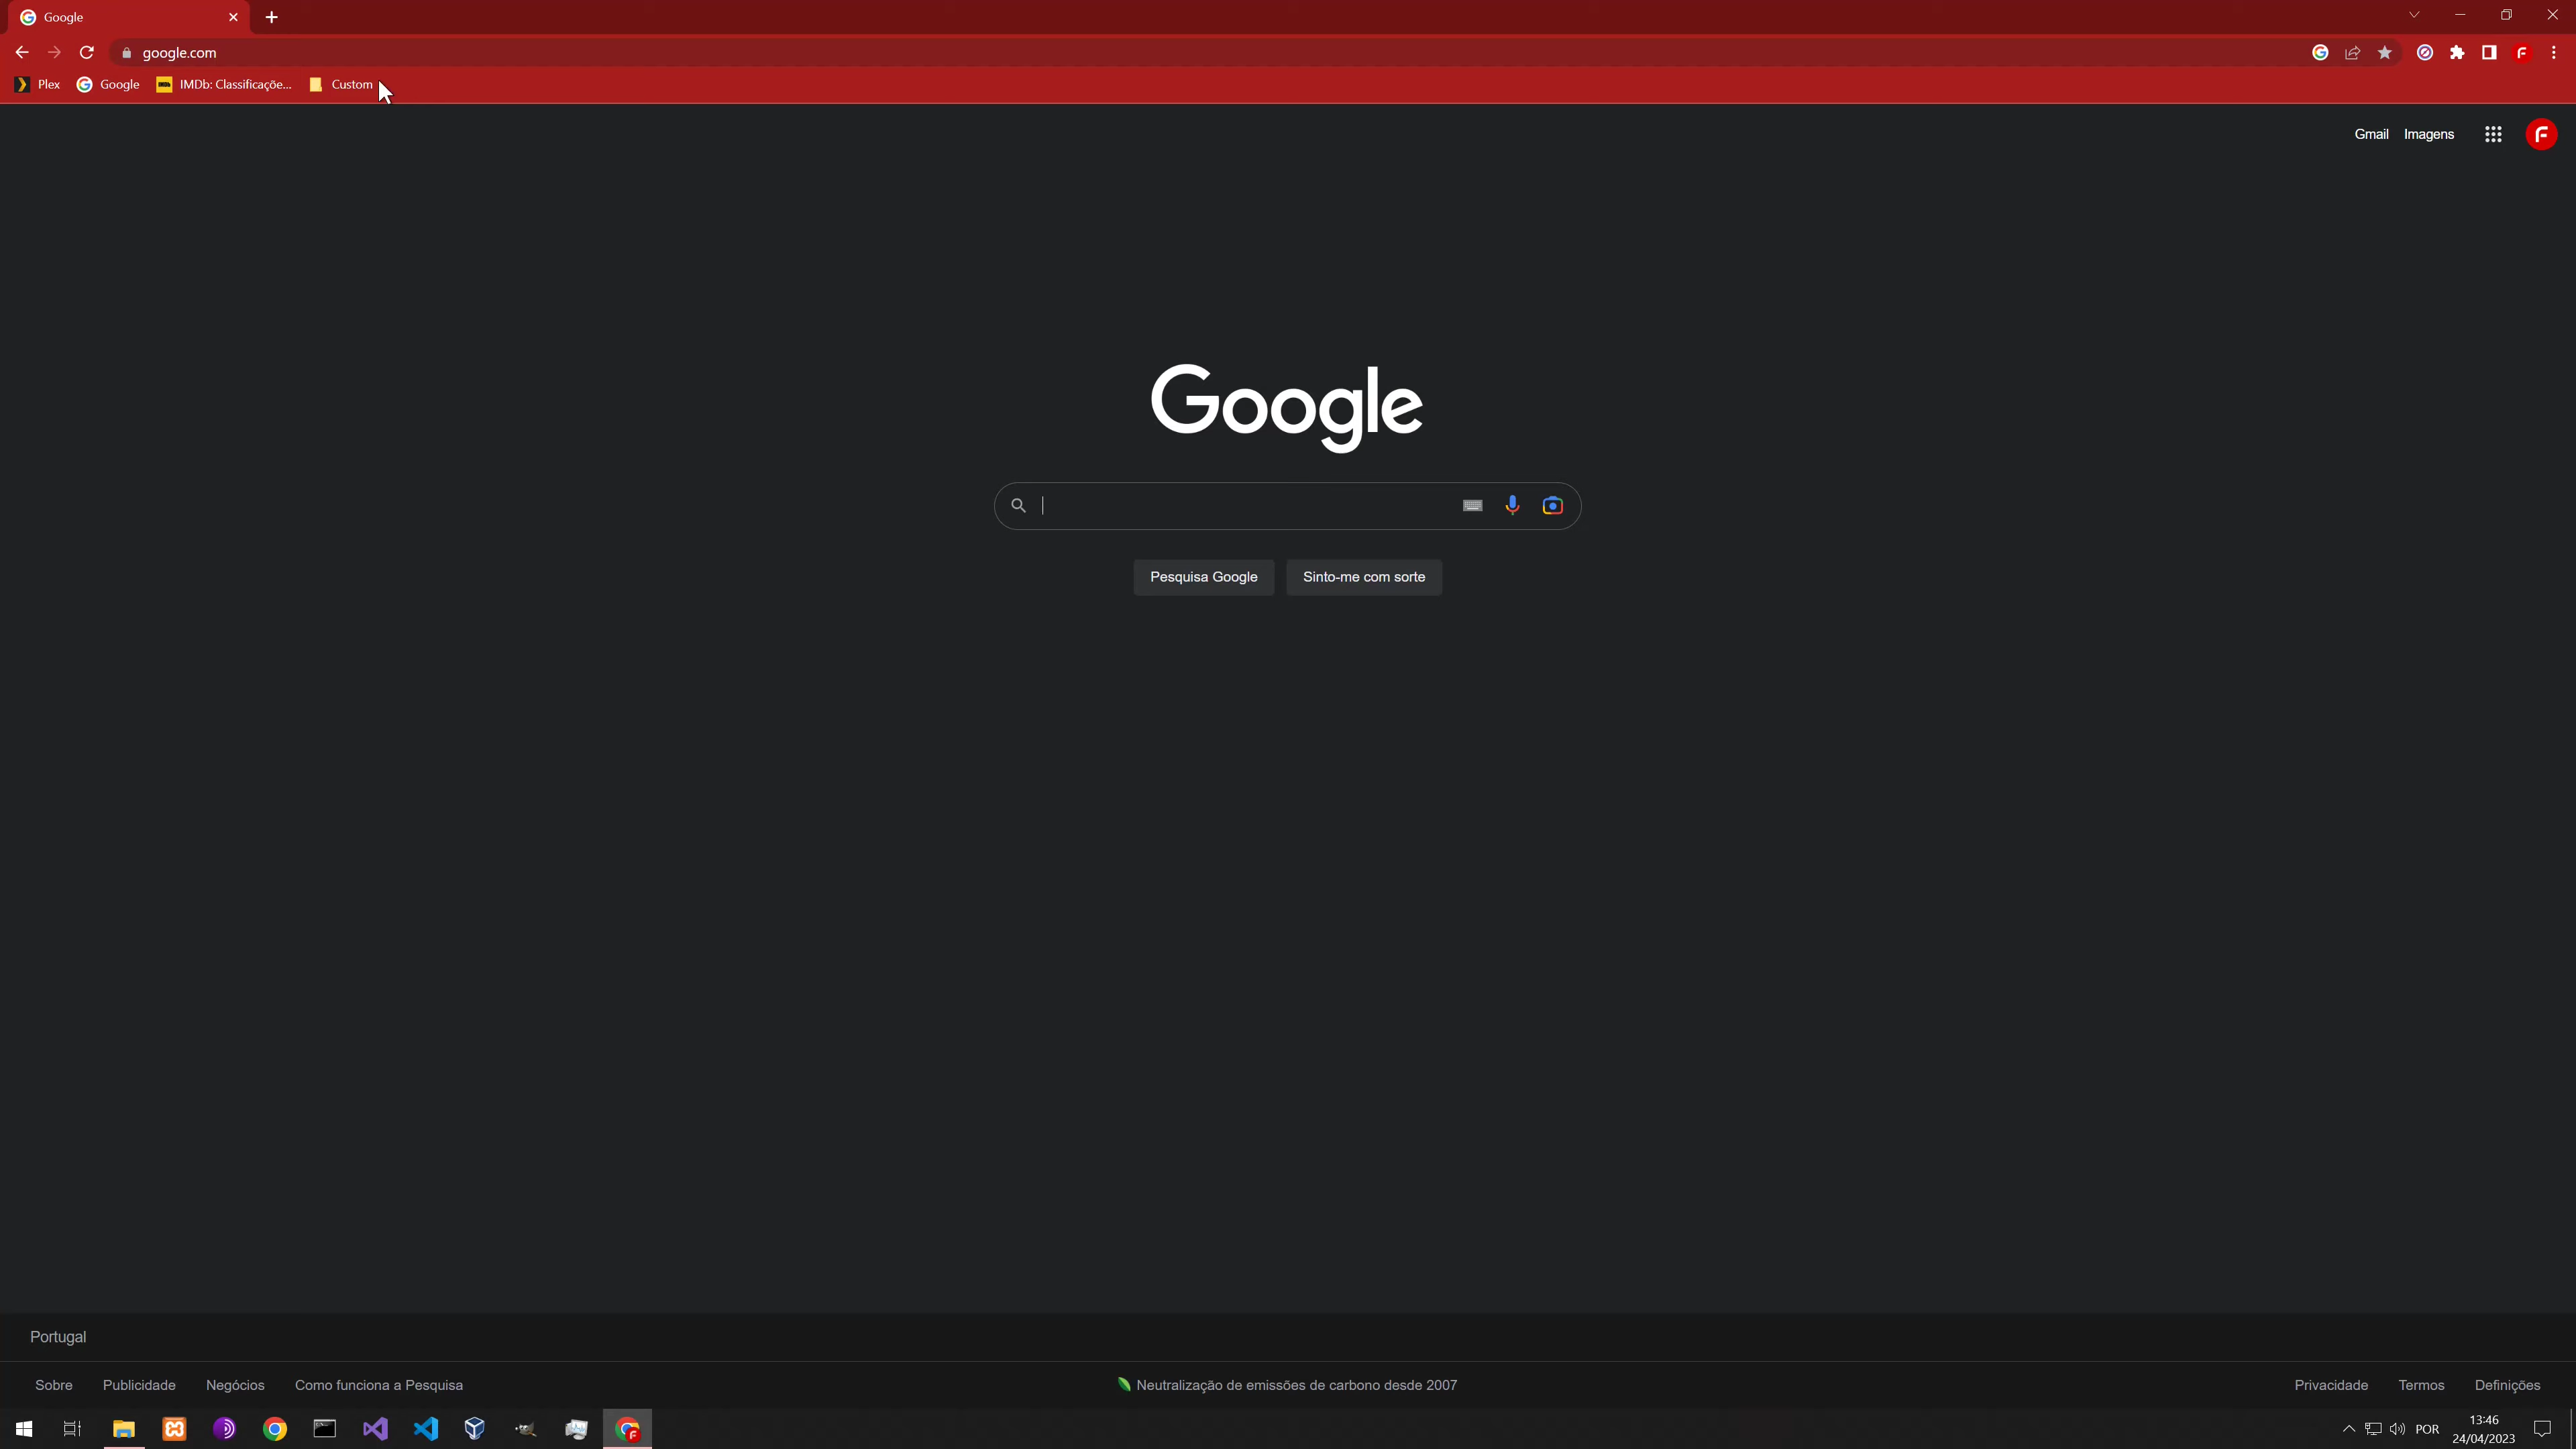 Google
google.com
Plex
Google
IMDb: Classificaçõe...
Custom
Gmail
Imagens
F
Google
Pesquisa Google
Sinto-me com sorte
Portugal
Sobre
Publicidade
Negócios
Como funciona a Pesquisa
Neutralização de emissões de carbono desde 2007
Privacidade
Termos
Definições
POR
13:46
24/04/2023